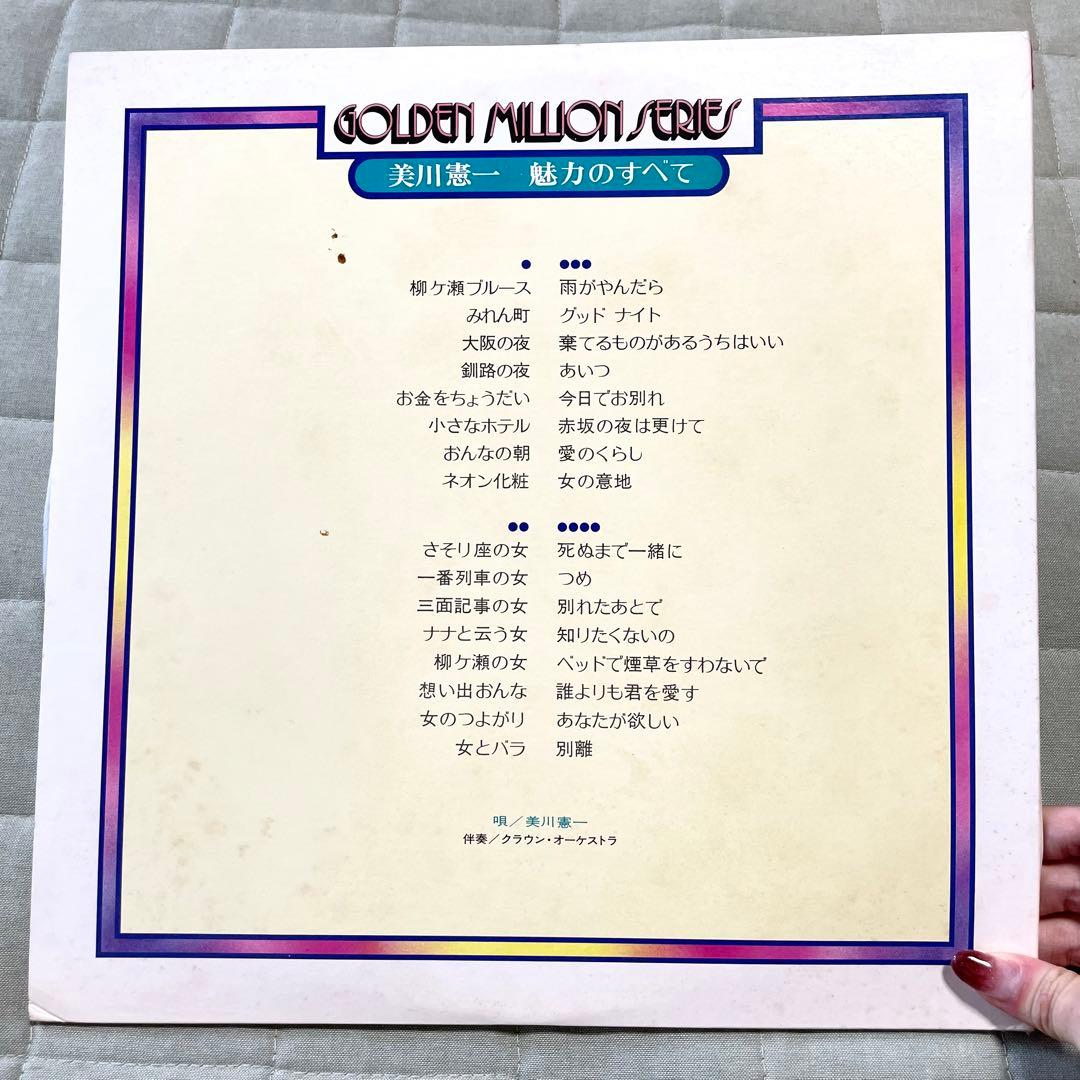 GOLDEN MILLION SERIES
美川憲一 魅力のすべて
●
柳ケ瀬ブルース
みれん町
大阪の夜
釧路の夜
お金をちょうだい
小さなホテル
おんなの朝
ネオン化粧
●●●
雨がやんだら
グッド ナイト
棄てるものがあるうちはいい
あいつ
今日でお別れ
赤坂の夜は更けて
愛のくらし
女の意地
●●
さそり座の女
一番列車の女
三面記事の女
ナナと云う女
柳ケ瀬の女
想い出おんな
女のつよがり
女とバラ
●●●●
死ぬまで一緒に
つめ
別れたあとで
知りたくないの
ベッドで煙草をすわないで
誰よりも君を愛す
あなたが欲しい
別離
唄/美川憲一
伴奏/クラウン・オーケストラ